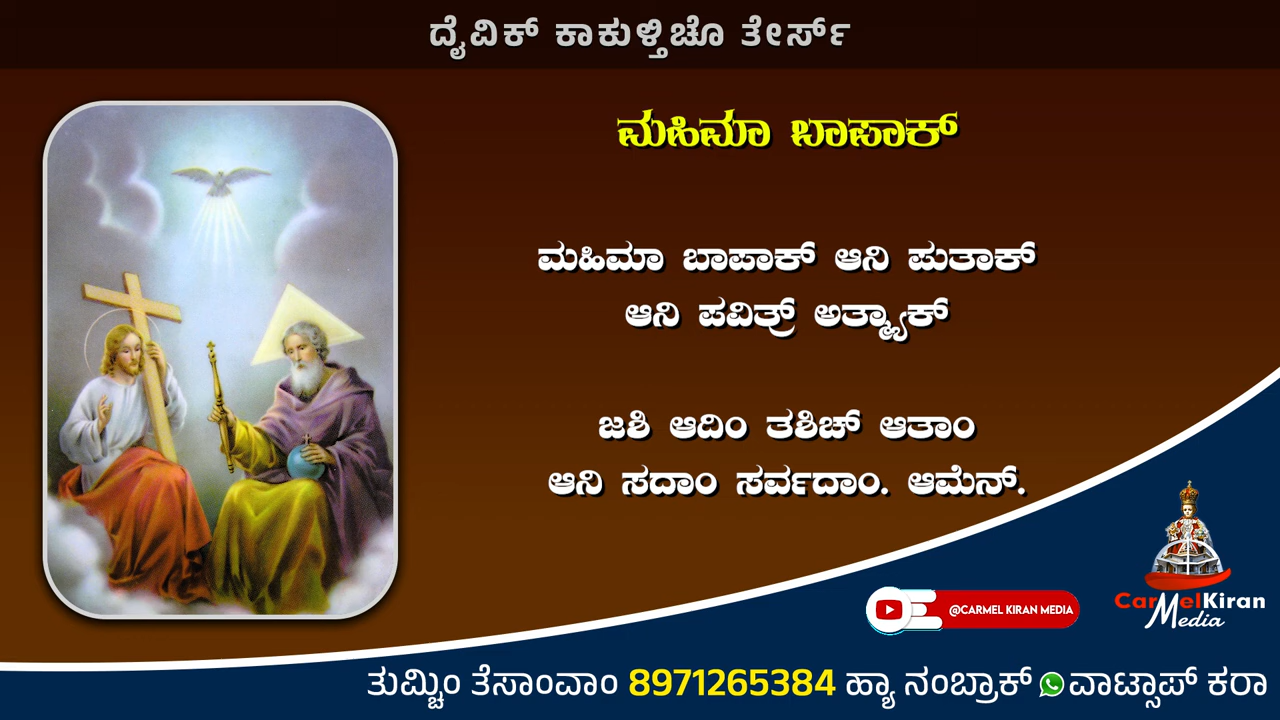 ದೈವಿಕ್ ಕಾಕುಳ್ತಿಚೊ ತೇರ್ಸ್
ಮಹಿಮಾ ಬಾಪಾಕ್
ಮಹಿಮಾ ಬಾಪಾಕ್ ಆನಿ ಪುತಾಕ್
ಆನಿ ಪವಿತ್ರ್ ಅತ್ಮ್ಯಾಕ್
ಜಶಿ ಆದಿಂ ತಶಿಚ್ ಆತಾಂ
ಆನಿ ಸದಾಂ ಸರ್ವದಾಂ. ಆಮೆನ್.
@CARMEL KIRAN MEDIA
CarMelKiran
Media
ತುಮ್ಚಿಂ ತೆಸಾಂವಾಂ 8971265384 ಹ್ಯಾ ನಂಬ್ರಾಕ್ ವಾಟ್ಸಾಪ್ ಕರಾ